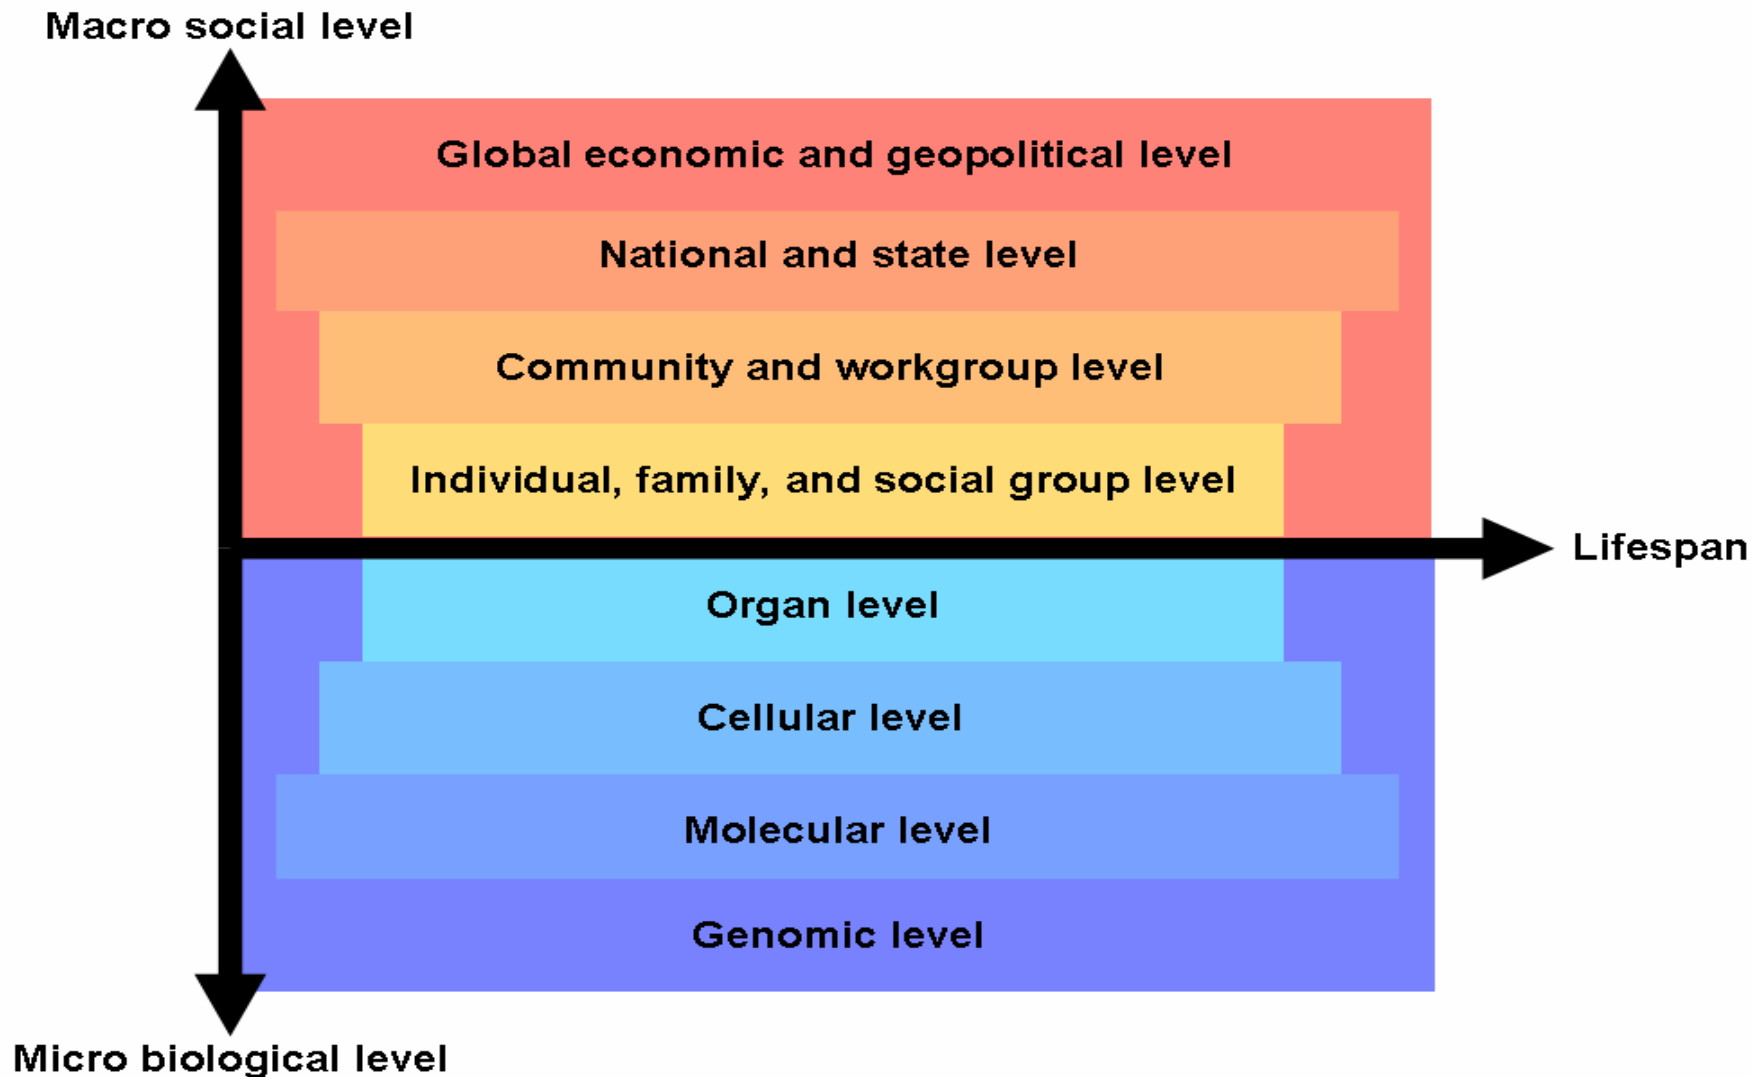 Macro social level
Global economic and geopolitical level
National and state level
Community and workgroup level
Individual, family, and social group level
Lifespan
Organ level
Cellular level
Molecular level
Genomic level
Micro biological level